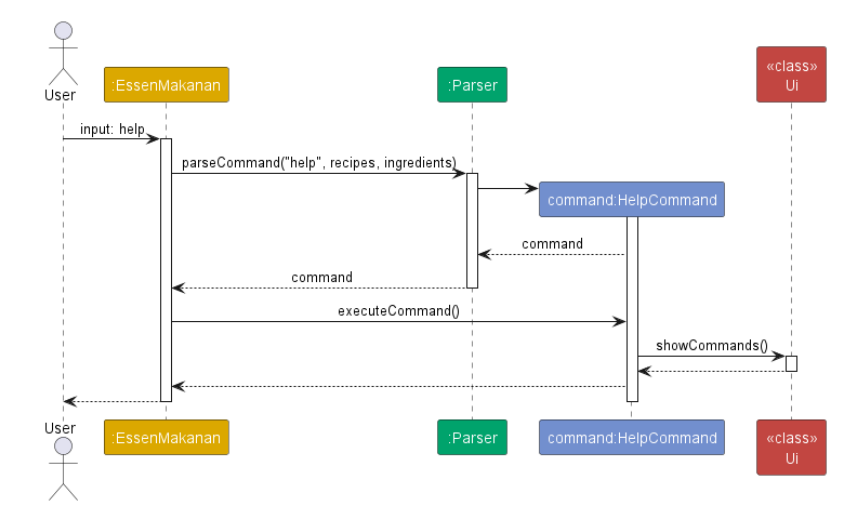 «class»
Ui
:EssenMakanan
:Parser
User
input: help
parseCommand("help", recipes, ingredients)
command:HelpCommand
command
command
executeCommand()
showCommands()
User
:EssenMakanan
:Parser
command:HelpCommand
«class»
Ui